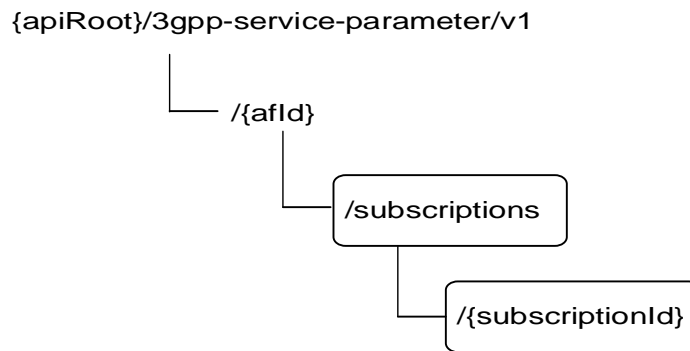 {apiRoot}/3gpp-service-parameter/v1
/{afId}
/subscriptions
/{subscriptionId}